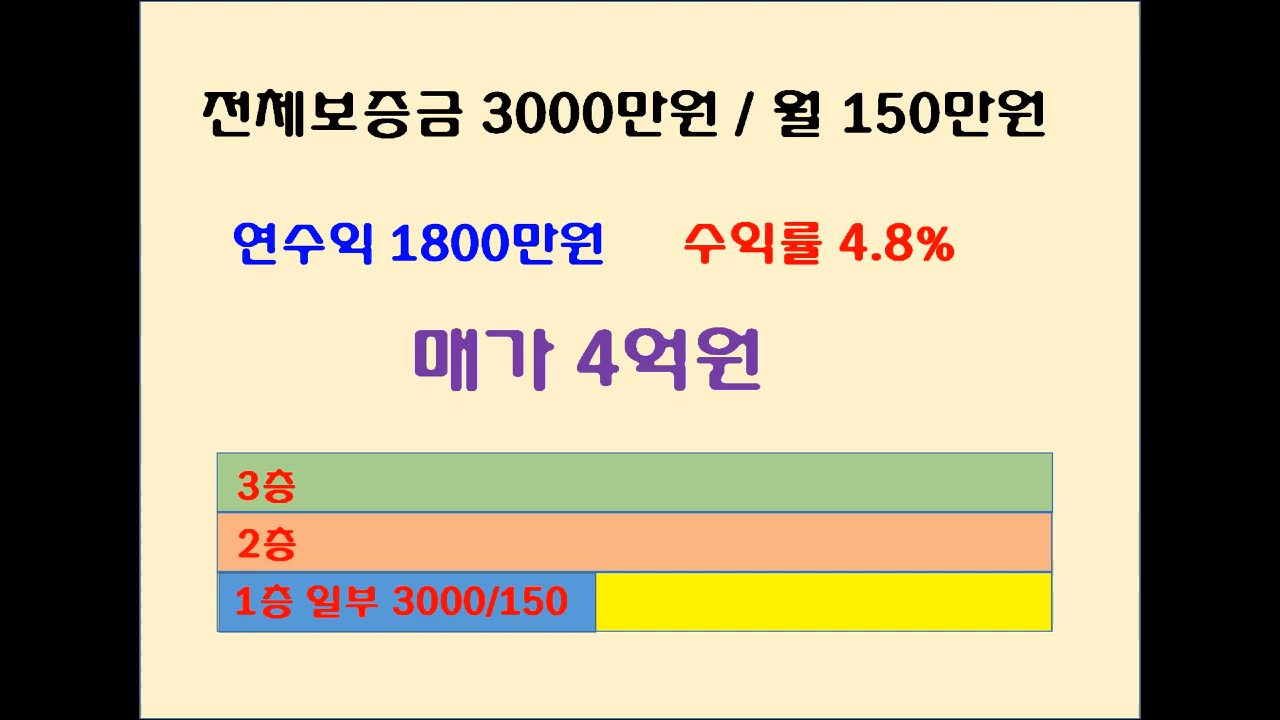 전체보증금 3000만원 / 월 150만원
연수익 1800만원 수익률 4.8%
매가 4억원
3층
2층
1층 일부 3000/150